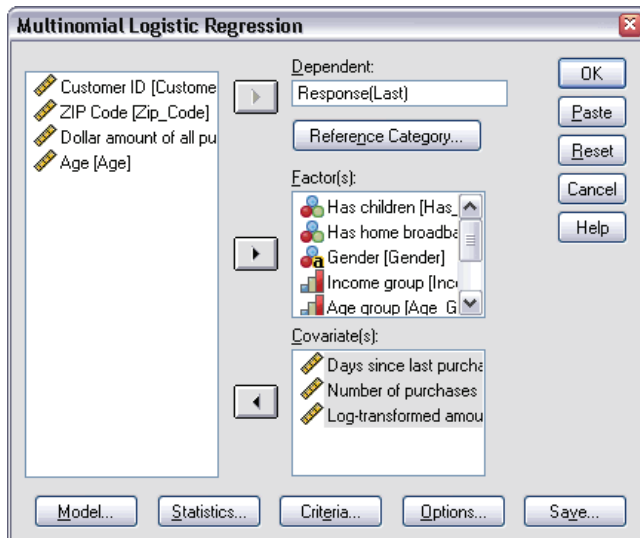 Multinomial Logistic Regression
Customer ID [Custome
ZIP Code [Zip_Code]
Dollar amount of all pu
Age [Age]
Dependent:
Response(Last)
Reference Category...
Factor(s):
Has children [Has_
Has home broadba
a Gender [Gender]
Income group [Inc
Age group [Age_G
Covariate(s):
Days since last purcha
Number of purchases
Log-transformed amou
OK
Paste
Reset
Cancel
Help
Model...
Statistics...
Criteria...
Options...
Save...